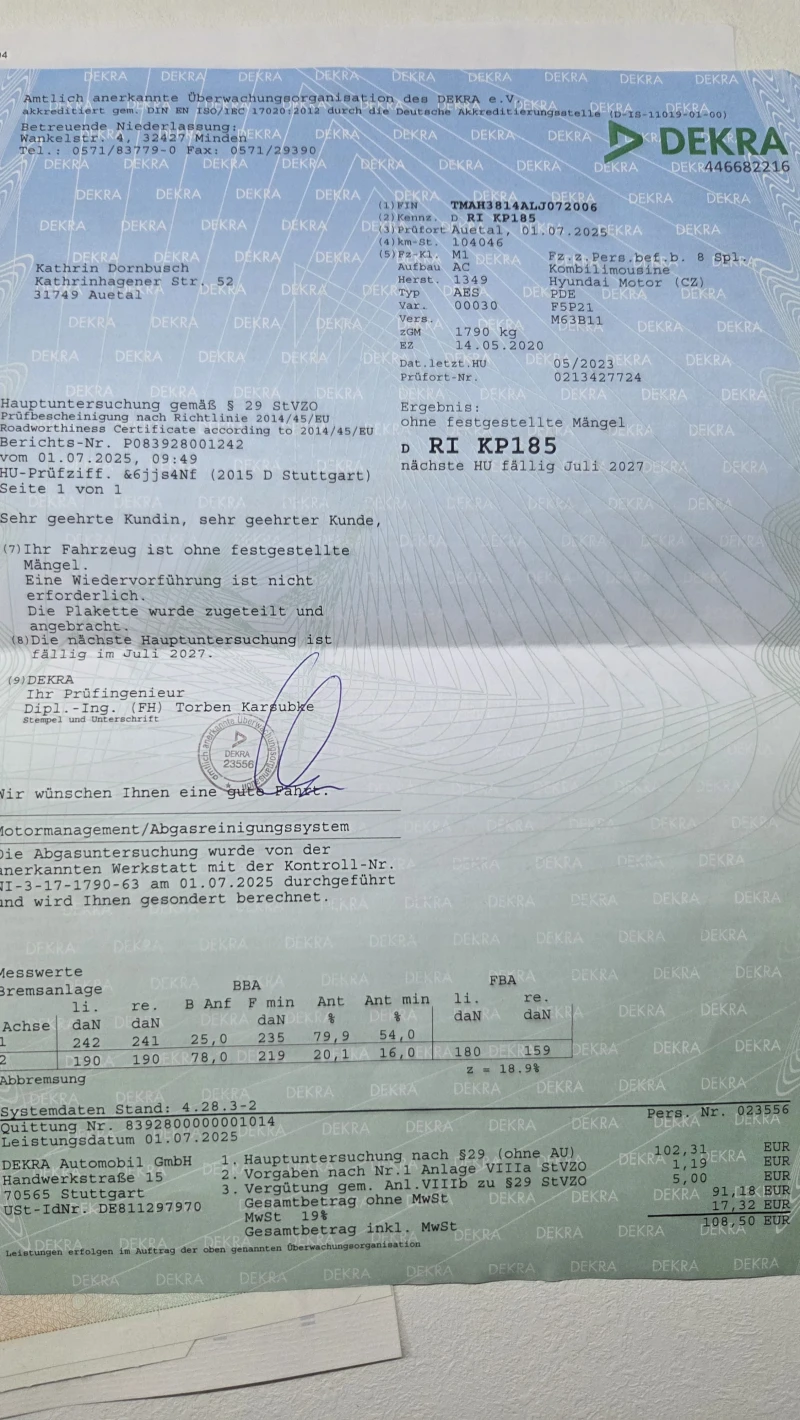 Amtlich anerkannte Überwachungsorganisation des DEKRA e.V.
akkreditiert gem. DIN EN ISO/IEC 17020:2012 durch die Deutsche Akkreditierungsstelle (D-IS-11019-01-00)
Betreuende Niederlassung:
Wankelstr. 4, 32427 Minden
Tel.: 0571/83779-0 Fax: 0571/29390
DEKRA
446682216
(1) FIN TMAH3814ALJ072006
(2) Kennz. D RI KP185
(3) Prüfort Auetal, 01.07.2025
(4) km-St. 104046
(5) Fz-Kl. M1 Fz.z.Pers.bef.b. 8 Spl.
Aufbau AC Kombilimousine
Herst. 1349 Hyundai Motor (CZ)
Typ AES PDE
Var. 00030 F5P21
Vers. M63B11
zGM 1790 kg
EZ 14.05.2020
Dat.letzt.HU 05/2023
Prüfort-Nr. 0213427724
Kathrin Dornbusch
Kathrinhagener Str. 52
31749 Auetal
Hauptuntersuchung gemäß § 29 StVZO
Prüfbescheinigung nach Richtlinie 2014/45/EU
Roadworthiness Certificate according to 2014/45/EU
Berichts-Nr. P083928001242
vom 01.07.2025, 09:49
HU-Prüfziff. &6jjs4Nf (2015 D Stuttgart)
Seite 1 von 1
Ergebnis:
ohne festgestellte Mängel
D RI KP185
nächste HU fällig Juli 2027
Sehr geehrte Kundin, sehr geehrter Kunde,
(7) Ihr Fahrzeug ist ohne festgestellte
Mängel.
Eine Wiedervorführung ist nicht
erforderlich.
Die Plakette wurde zugeteilt und
angebracht.
(8) Die nächste Hauptuntersuchung ist
fällig im Juli 2027.
(9) DEKRA
Ihr Prüfingenieur
Dipl.-Ing. (FH) Torben Karsubke
Stempel und Unterschrift
DEKRA
23556
Wir wünschen Ihnen eine gute Fahrt.
Motormanagement/Abgasreinigungssystem
Die Abgasuntersuchung wurde von der
anerkannten Werkstatt mit der Kontroll-Nr.
NI-3-17-1790-63 am 01.07.2025 durchgeführt
und wird Ihnen gesondert berechnet.
Messwerte
Bremsanlage BBA FBA
li. re. B Anf F min Ant Ant min li. re.
Achse daN daN daN % % daN daN
1 242 241 25,0 235 79,9 54,0
2 190 190 78,0 219 20,1 16,0 180 159
Abbremsung z = 18.9%
Systemdaten Stand: 4.28.3-2
Quittung Nr. 83928000000001014 Pers. Nr. 023556
Leistungsdatum 01.07.2025
DEKRA Automobil GmbH
Handwerkstraße 15
70565 Stuttgart
USt-IdNr. DE811297970
1. Hauptuntersuchung nach §29 (ohne AU) 102,31 EUR
2. Vorgaben nach Nr.1 Anlage VIIIa StVZO 1,19 EUR
3. Vergütung gem. Anl.VIIIb zu §29 StVZO 5,00 EUR
Gesamtbetrag ohne MwSt 91,18 EUR
MwSt 19% 17,32 EUR
Gesamtbetrag inkl. MwSt 108,50 EUR
Leistungen erfolgen im Auftrag der oben genannten Überwachungsorganisation